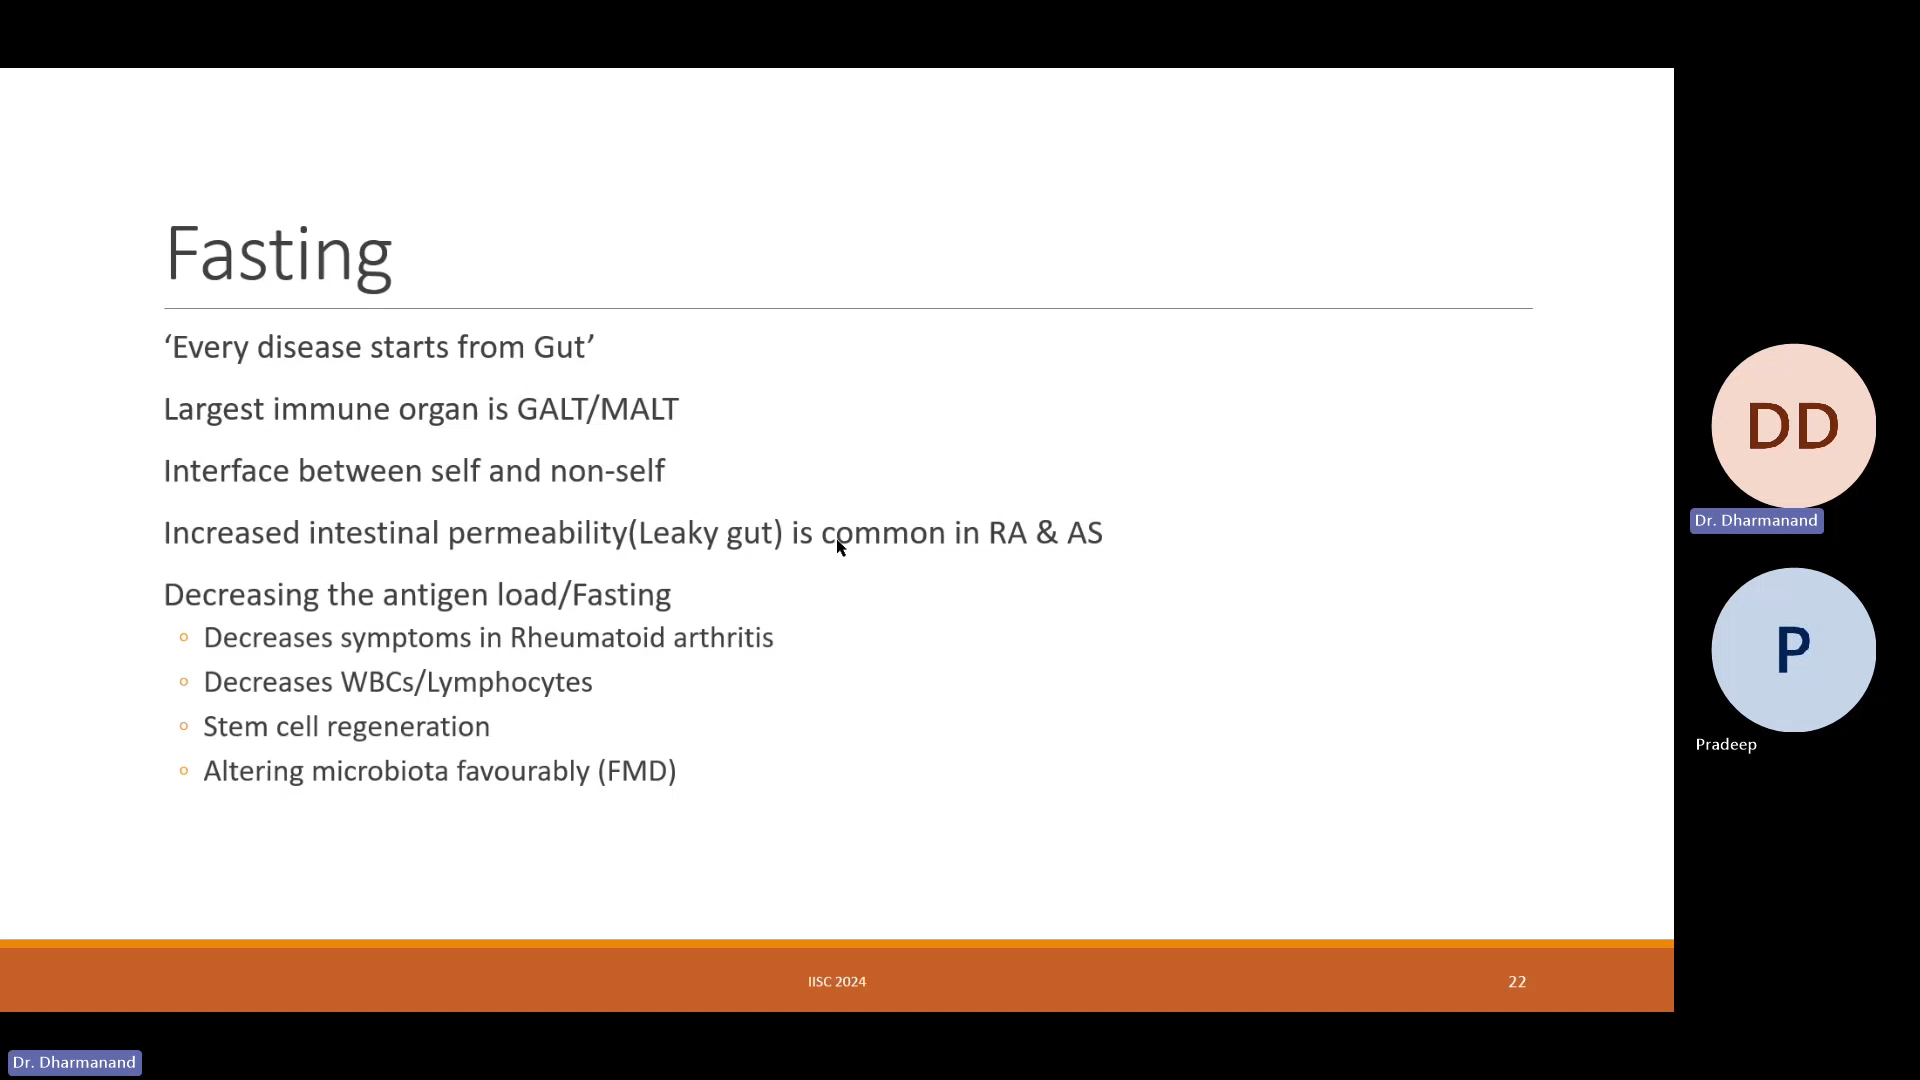 Fasting
‘Every disease starts from Gut’
Largest immune organ is GALT/MALT
Interface between self and non-self
Increased intestinal permeability(Leaky gut) is common in RA & AS
Decreasing the antigen load/Fasting
◦ Decreases symptoms in Rheumatoid arthritis
◦ Decreases WBCs/Lymphocytes
◦ Stem cell regeneration
◦ Altering microbiota favourably (FMD)
IISC 2024
22
DD
Dr. Dharmanand
P
Pradeep
Dr. Dharmanand